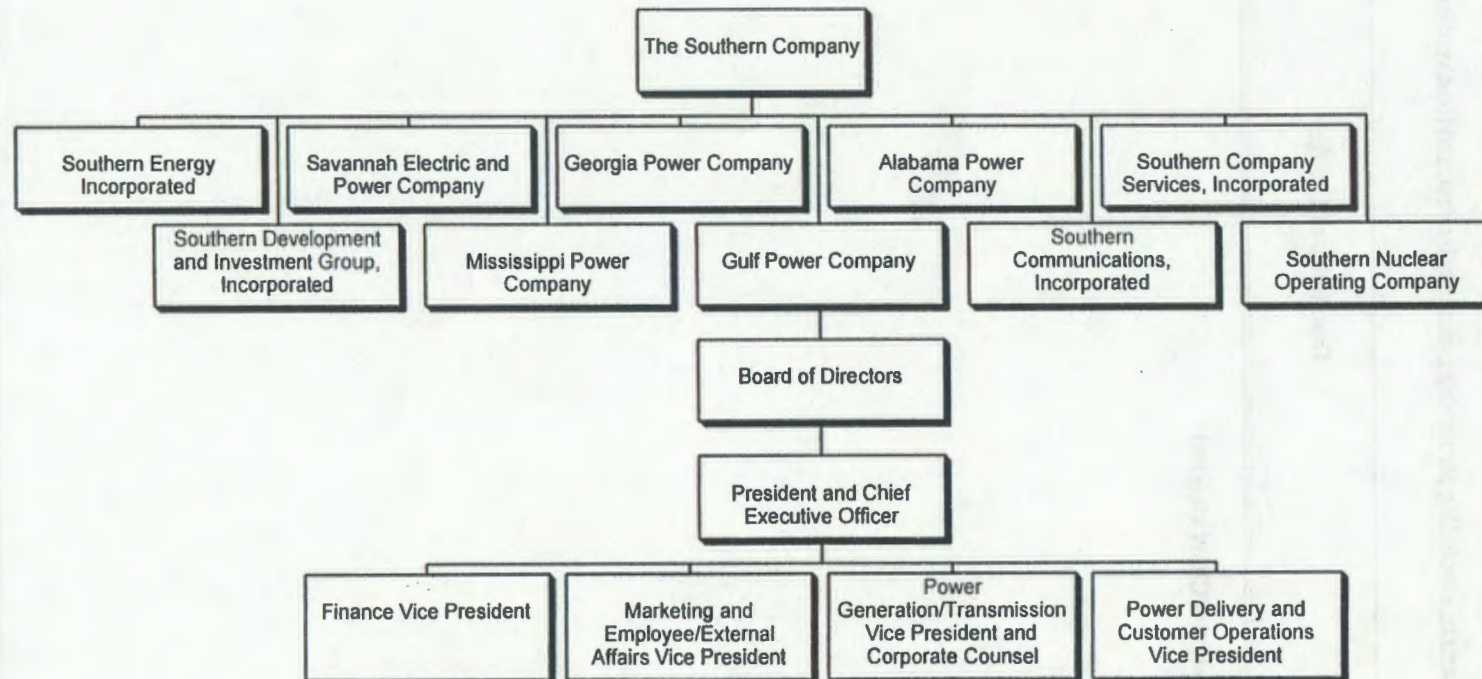 The Southern Company
Southern Energy
Incorporated
Savannah Electric and
Power Company
Georgia Power Company
Alabama Power
Company
Southern Company
Services, Incorporated
Southern Development
and Investment Group,
Incorporated
Mississippi Power
Company
Gulf Power Company
Southern
Communications,
Incorporated
Southern Nuclear
Operating Company
Board of Directors
President and Chief
Executive Officer
Finance Vice President
Marketing and
Employee/External
Affairs Vice President
Power
Generation/Transmission
Vice President and
Corporate Counsel
Power Delivery and
Customer Operations
Vice President